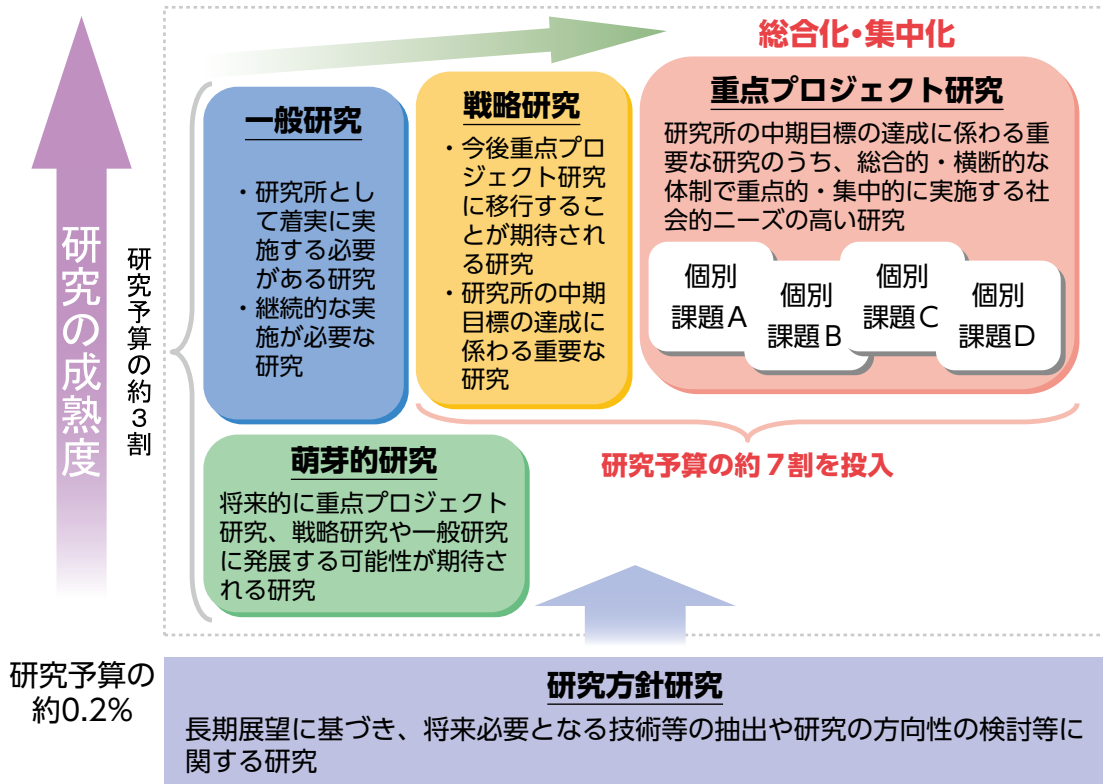 総合化・集中化
研究の成熟度
研究予算の約3割
一般研究
・研究所とし
て着実に実
施する必要
がある研究
・継続的な実
施が必要な
研究
戦略研究
・今後重点プロ
ジェクト研究
に移行するこ
とが期待され
る研究
・研究所の中期
目標の達成に
係わる重要な
研究
重点プロジェクト研究
研究所の中期目標の達成に係わる重
要な研究のうち、総合的・横断的な
体制で重点的・集中的に実施する社
会的ニーズの高い研究
個別
課題A
個別
課題B
個別
課題C
個別
課題D
研究予算の約7割を投入
萌芽的研究
将来的に重点プロジェクト
研究、戦略研究や一般研究
に発展する可能性が期待さ
れる研究
研究予算の
約0.2%
研究方針研究
長期展望に基づき、将来必要となる技術等の抽出や研究の方向性の検討等に
関する研究